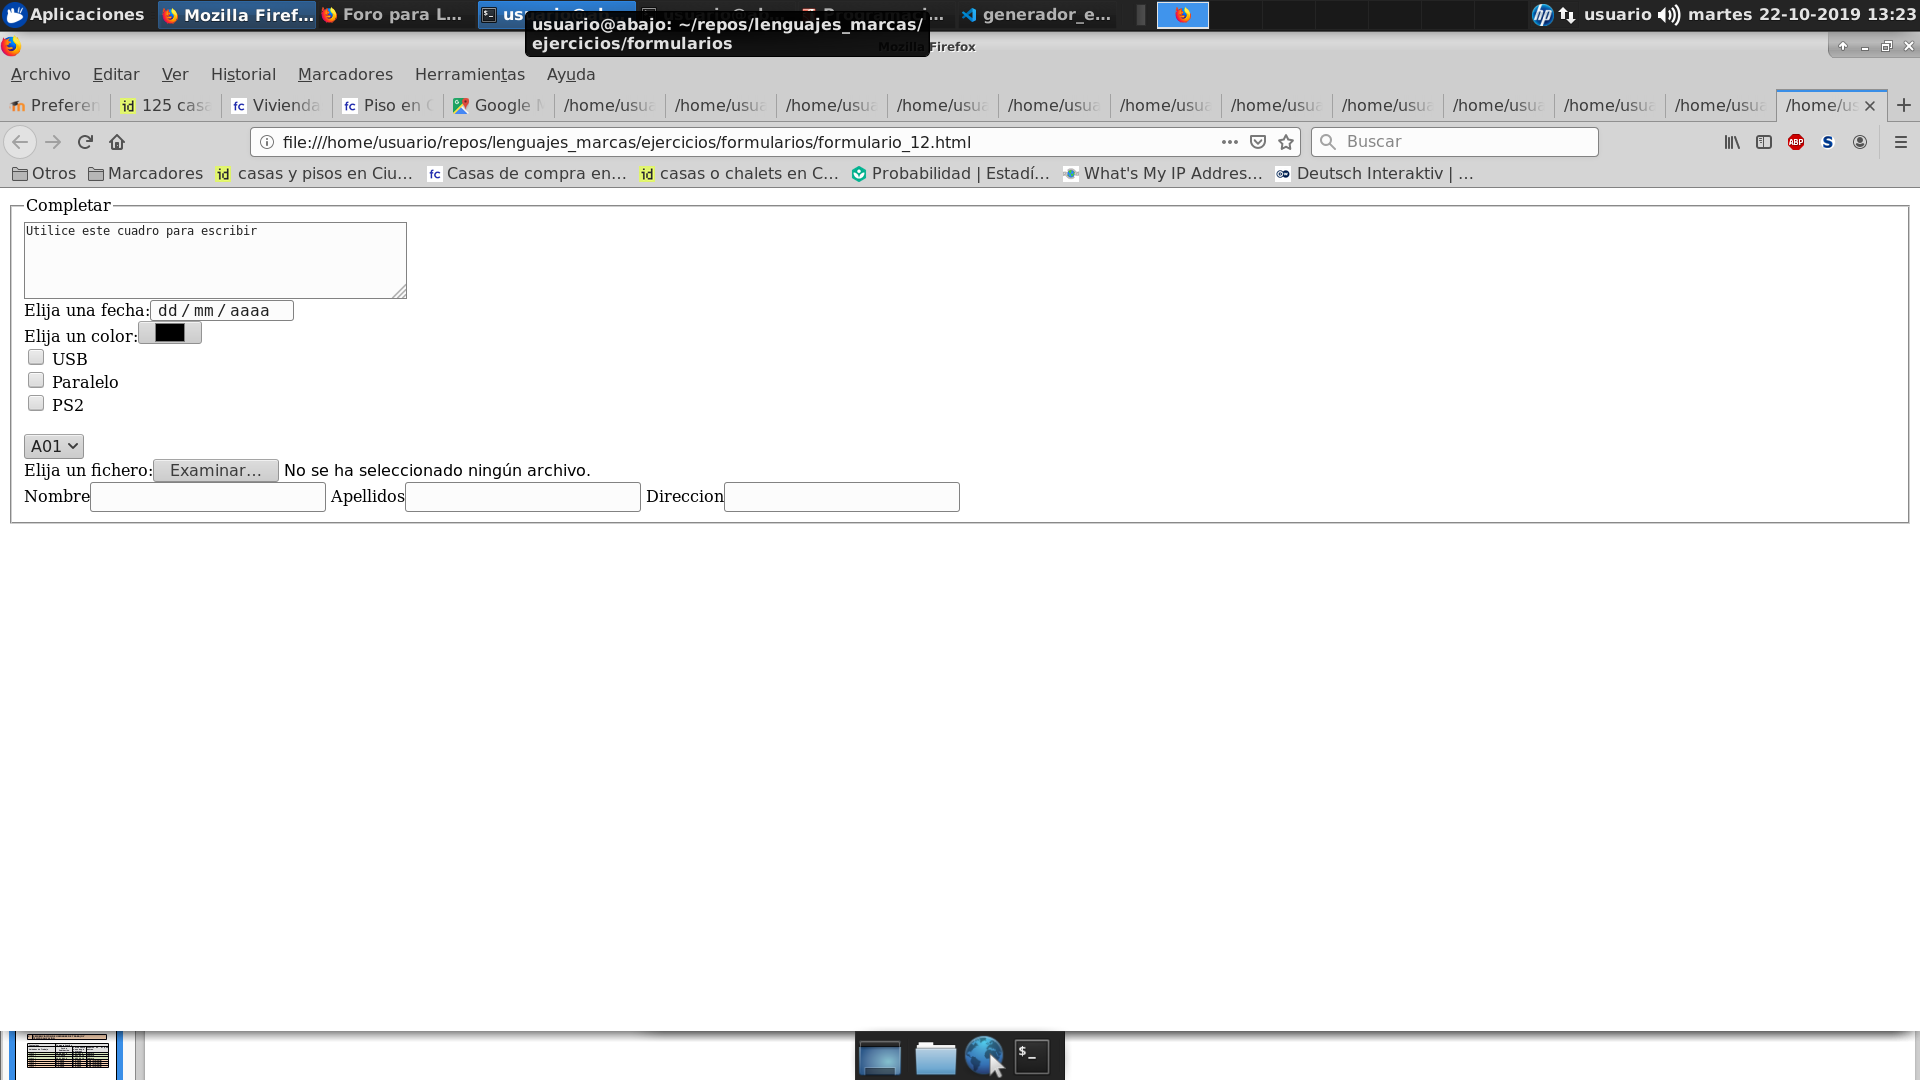 Aplicaciones Mozilla Firef... Foro para L... generador_e... usuario martes 22-10-2019 13:23
usuario@abajo: ~/repos/lenguajes_marcas/
ejercicios/formularios
Firefox
Archivo Editar Ver Historial Marcadores Herramientas Ayuda
Preferen 125 casa Vivienda Piso en Google /home/usua /home/usua /home/usua /home/usua /home/usua /home/usua /home/usua /home/usua /home/usua /home/usua /home/usua /home/us
file:///home/usuario/repos/lenguajes_marcas/ejercicios/formularios/formulario_12.html Buscar
Otros Marcadores casas y pisos en Ciu... Casas de compra en... casas o chalets en C... Probabilidad | Estadí... What's My IP Addres... Deutsch Interaktiv | ...
Completar
Utilice este cuadro para escribir
Elija una fecha: dd / mm / aaaa
Elija un color:
USB
Paralelo
PS2
A01
Elija un fichero: Examinar... No se ha seleccionado ningún archivo.
Nombre Apellidos Direccion